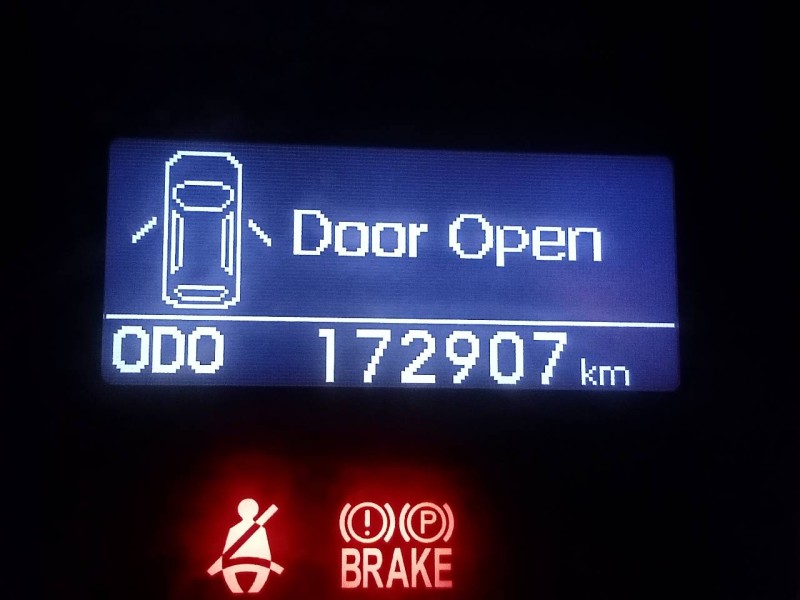 Door Open
ODO 172907 km
(!) (P)
BRAKE